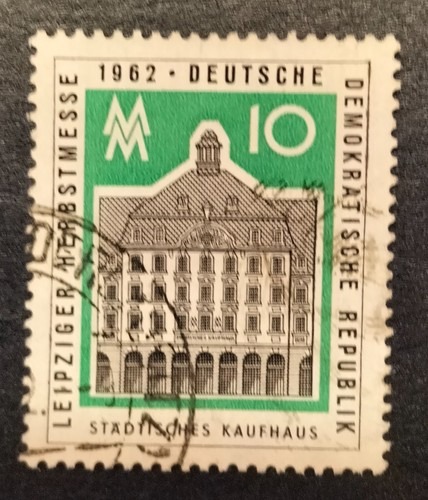 LEIPZIGER HERBSTMESSE
1962 · DEUTSCHE
DEMOKRATISCHE REPUBLIK
MM
10
STÄDTISCHES KAUFHAUS